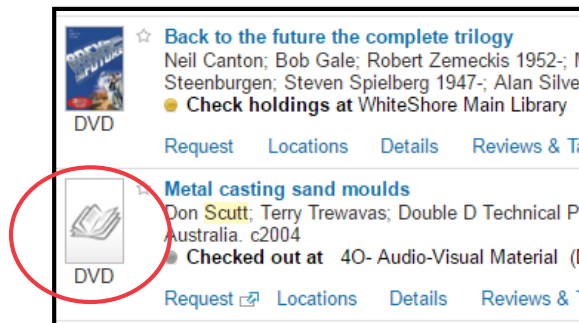 Back to the future the complete trilogy
Neil Canton; Bob Gale; Robert Zemeckis 1952-;
Steenburgen; Steven Spielberg 1947-; Alan Silve
Check holdings at WhiteShore Main Library
DVD
Request Locations Details Reviews & Ta
Metal casting sand moulds
Don Scutt; Terry Trewavas; Double D Technical P
Australia. c2004
Checked out at 4O- Audio-Visual Material (
DVD
Request Locations Details Reviews &